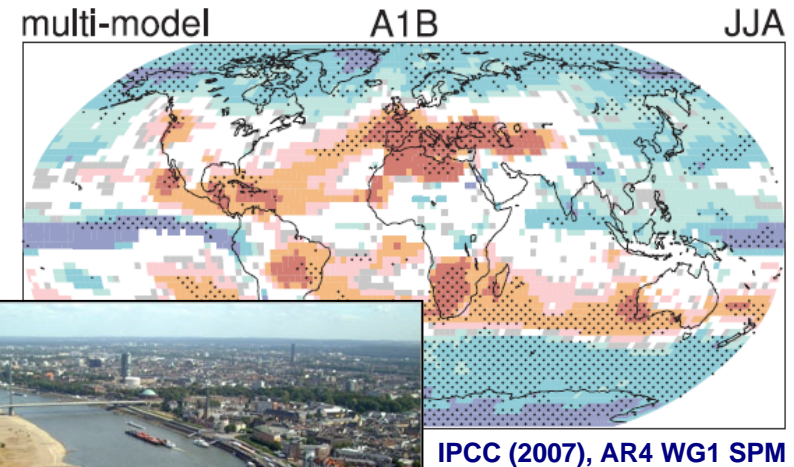 multi-model A1B JJA
IPCC (2007), AR4 WG1 SPM